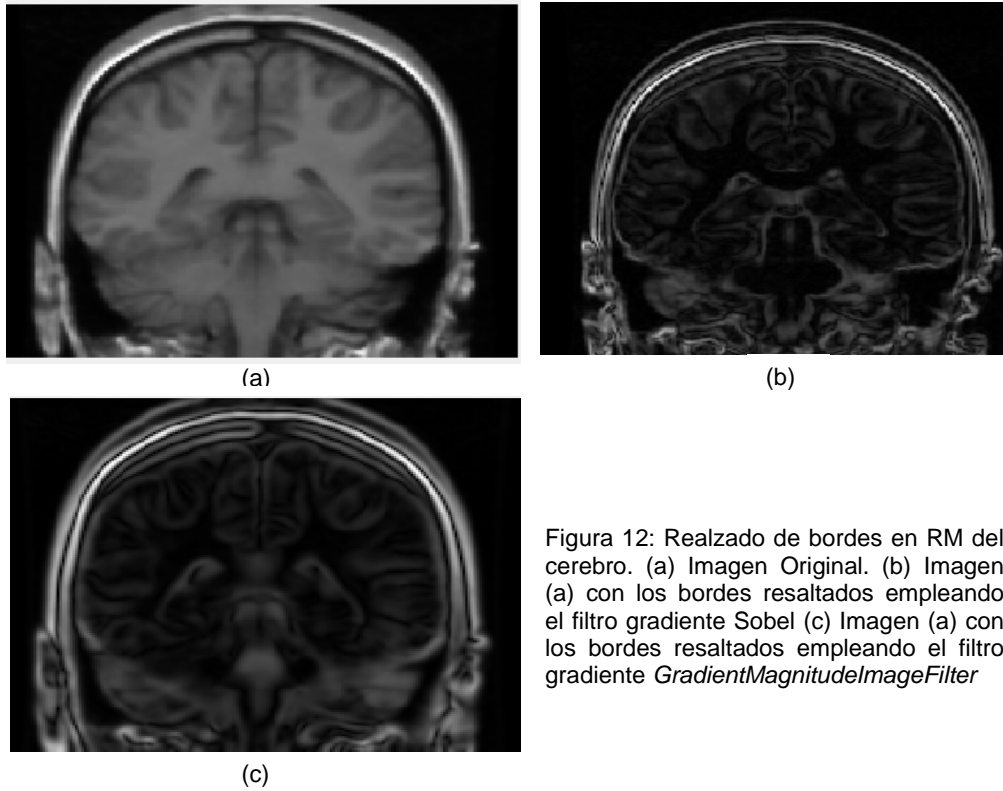 (a)
(b)
(c)
Figura 12: Realzado de bordes en RM del
cerebro. (a) Imagen Original. (b) Imagen
(a) con los bordes resaltados empleando
el filtro gradiente Sobel (c) Imagen (a) con
los bordes resaltados empleando el filtro
gradiente GradientMagnitudeImageFilter